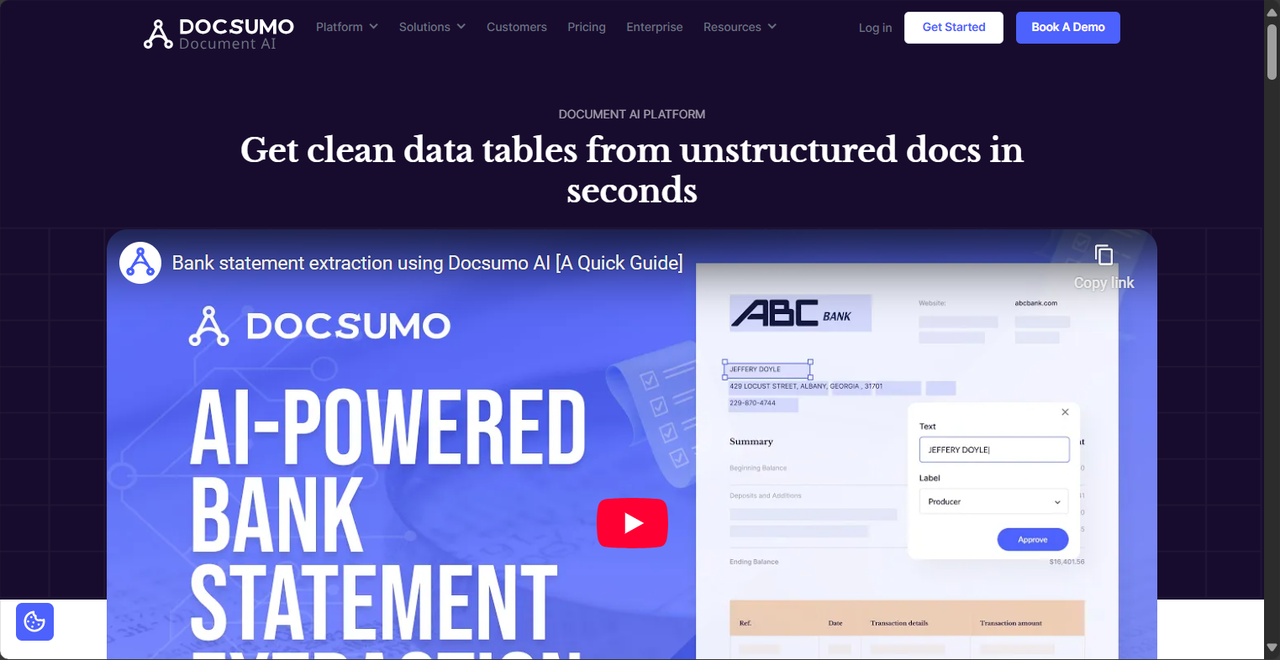 DOCSUMO
Document AI
Platform
Solutions
Customers
Pricing
Enterprise
Resources
Log in
Get Started
Book A Demo
DOCUMENT AI PLATFORM
Get clean data tables from unstructured docs in
seconds
Bank statement extraction using Docsumo AI [A Quick Guide]
Copy link
DOCSUMO
AI-POWERED
BANK
STATEMENT
EXTRACTION
ABC BANK
Website:
abcbank.com
JEFFERY DOYLE
429 LOCUST STREET, ALBANY, GEORGIA , 31701
229-870-4744
Summary
Beginning Balance
Deposits and Additions
Ending Balance
$16,401.56
Text
JEFFERY DOYLE
Label
Producer
Approve
Ref.
Date
Transaction details
Transaction amount